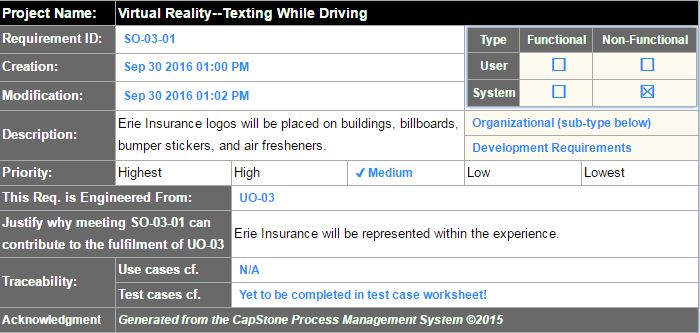 Project Name: Virtual Reality--Texting While Driving
Requirement ID: SO-03-01 Type Functional Non-Functional
Creation: Sep 30 2016 01:00 PM User
Modification: Sep 30 2016 01:02 PM System
Description: Erie Insurance logos will be placed on buildings, billboards, Organizational (sub-type below)
bumper stickers, and air fresheners. Development Requirements
Priority: Highest High ✓Medium Low Lowest
This Req. is Engineered From: UO-03
Justify why meeting SO-03-01 can
contribute to the fulfilment of UO-03 Erie Insurance will be represented within the experience.
Traceability: Use cases cf. N/A
Test cases cf. Yet to be completed in test case worksheet!
Acknowledgment Generated from the CapStone Process Management System ©2015